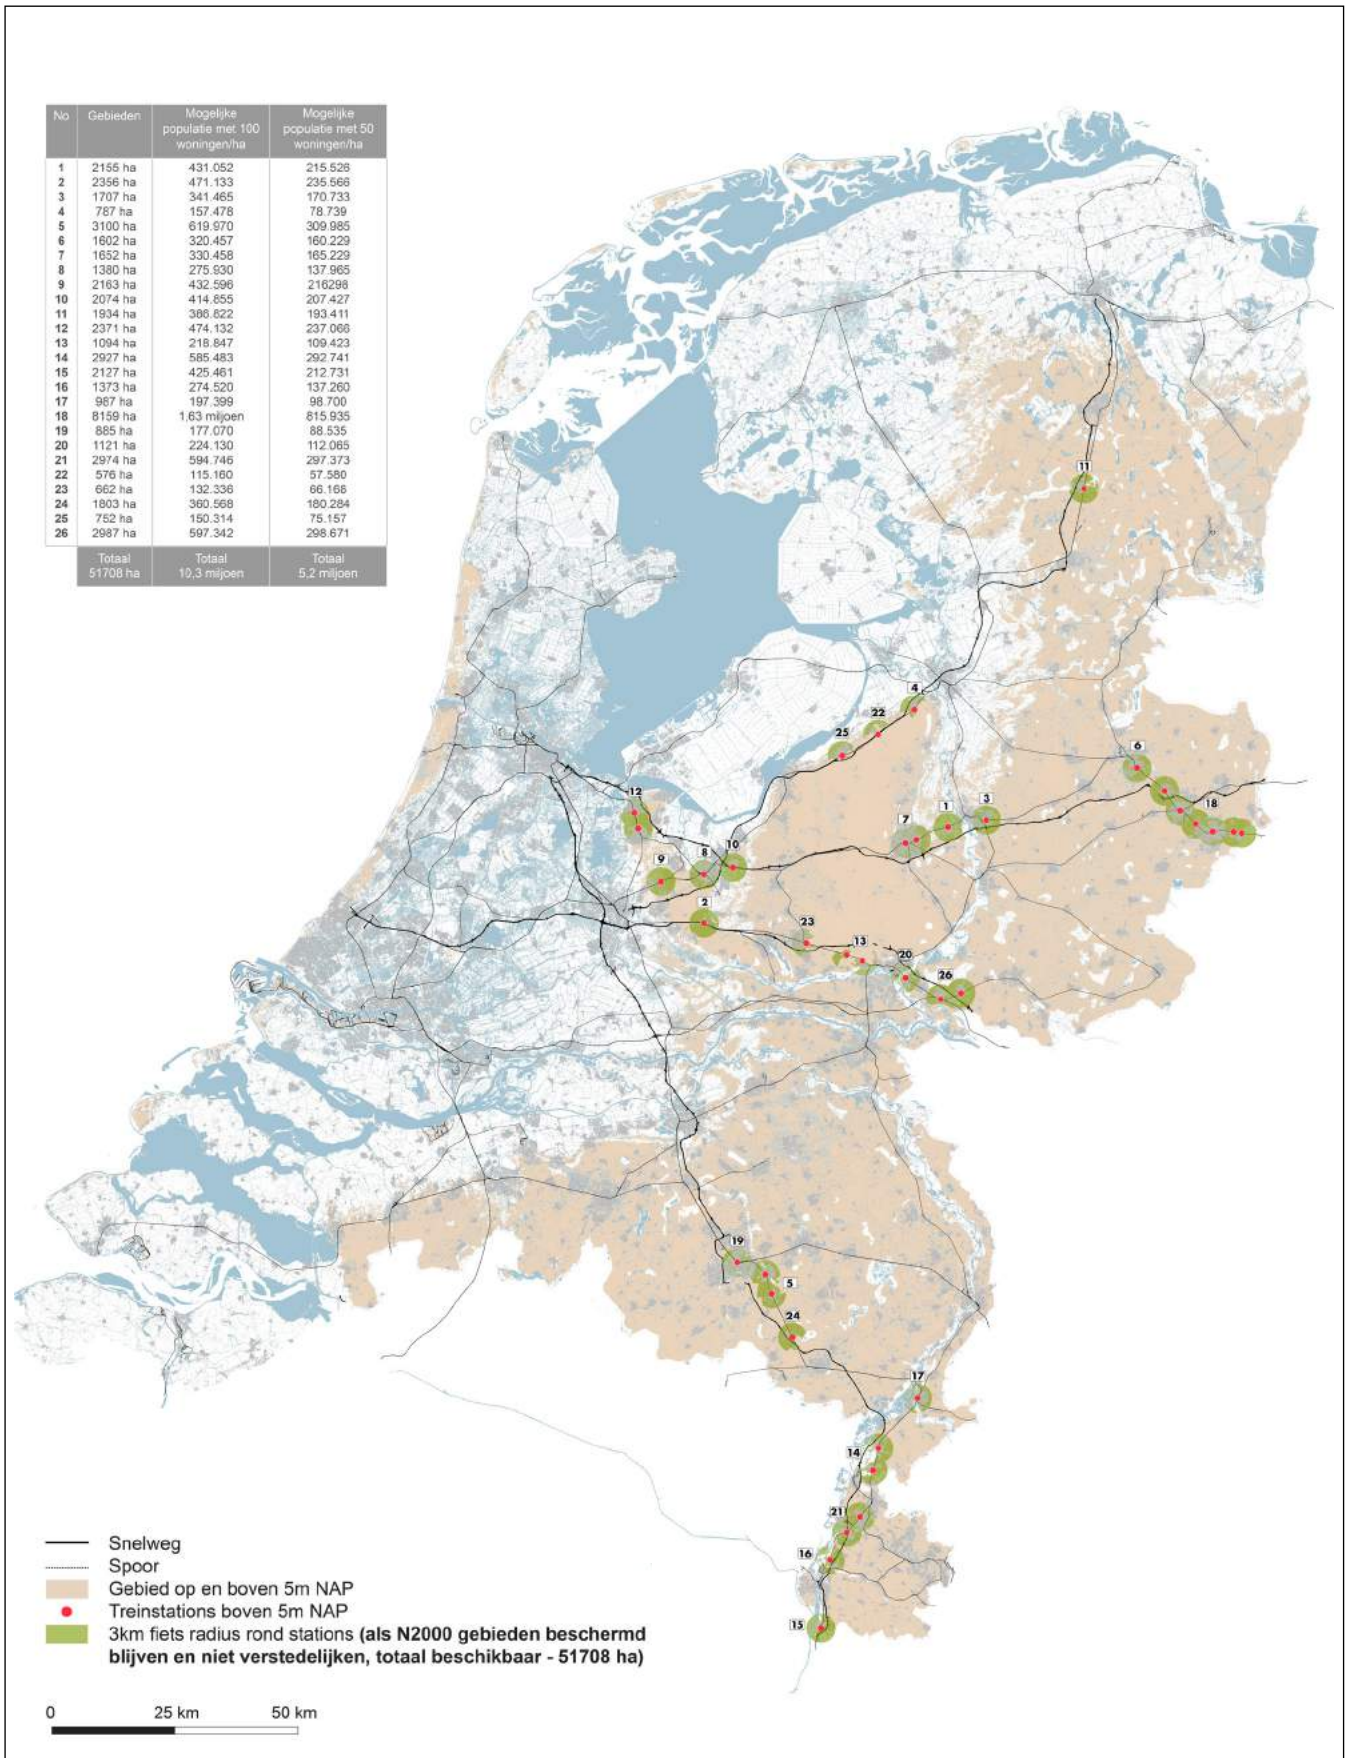 No Gebieden Mogelijke populatie met 100 woningen/ha Mogelijke populatie met 50 woningen/ha
1 2155 ha 431.052 215.526
2 2356 ha 471.133 235.566
3 1707 ha 341.465 170.733
4 787 ha 157.478 78.739
5 3100 ha 619.970 309.985
6 1602 ha 320.457 160.229
7 1652 ha 330.458 165.229
8 1380 ha 275.930 137.965
9 2163 ha 432.596 216298
10 2074 ha 414.855 207.427
11 1934 ha 386.822 193.411
12 2371 ha 474.132 237.066
13 1094 ha 218.847 109.423
14 2927 ha 585.483 292.741
15 2127 ha 425.461 212.731
16 1373 ha 274.520 137.260
17 987 ha 197.399 98.700
18 8159 ha 1,63 miljoen 815.935
19 885 ha 177.070 88.535
20 1121 ha 224.130 112.065
21 2974 ha 594.746 297.373
22 576 ha 115.160 57.580
23 662 ha 132.336 66.168
24 1803 ha 360.568 180.284
25 752 ha 150.314 75.157
26 2987 ha 597.342 298.671
Totaal 51708 ha Totaal 10,3 miljoen Totaal 5,2 miljoen
11
4
22
25
6
12
7
1
3
18
8
10
9
2
23
13
20
26
19
5
24
17
14
21
16
15
Snelweg
Spoor
Gebied op en boven 5m NAP
Treinstations boven 5m NAP
3km fiets radius rond stations (als N2000 gebieden beschermd
blijven en niet verstedelijken, totaal beschikbaar - 51708 ha)
0 25 km 50 km